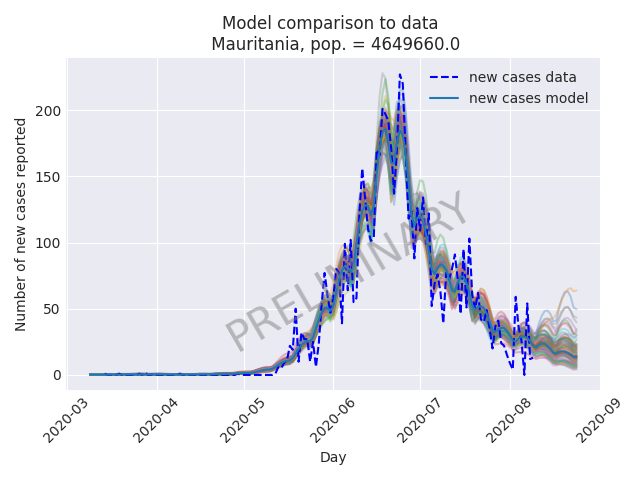 Model comparison to data
Mauritania, pop. = 4649660.0
new cases data
new cases model
Number of new cases reported
200
150
100
50
0
PRELIMINARY
2020-03
2020-04
2020-05
2020-06
2020-07
2020-08
2020-09
Day